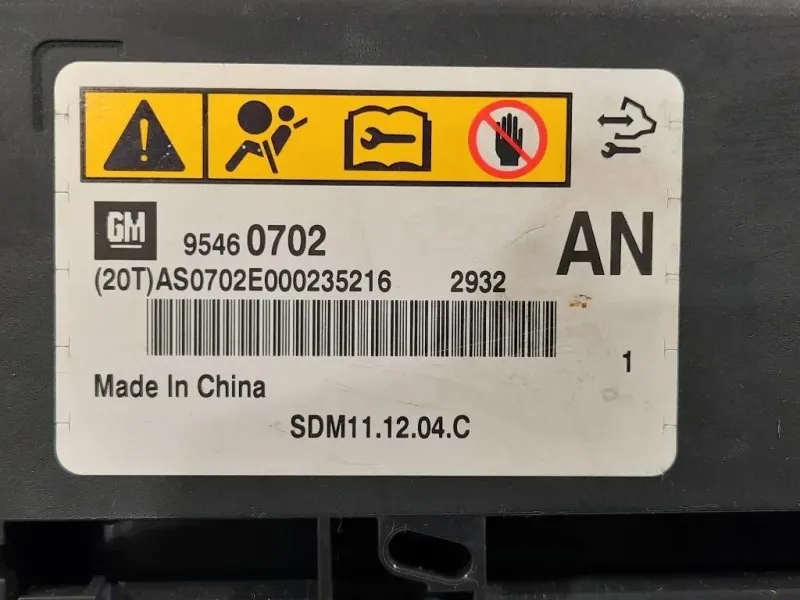 GM 9546 0702
AN
(20T)AS0702E000235216 2932
1
Made In China
SDM11.12.04.C